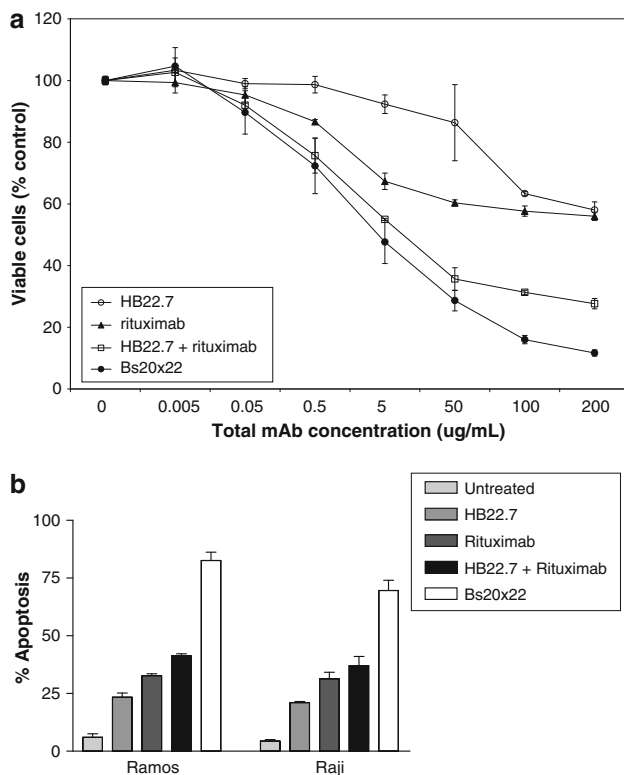 a
120
100
80
60
40
20
0
Viable cells (% control)
HB22.7
rituximab
HB22.7 + rituximab
Bs20x22
0 0.005 0.05 0.5 5 50 100 200
Total mAb concentration (ug/mL)
b
Untreated
HB22.7
Rituximab
HB22.7 + Rituximab
Bs20x22
100
75
50
25
0
% Apoptosis
Ramos Raji